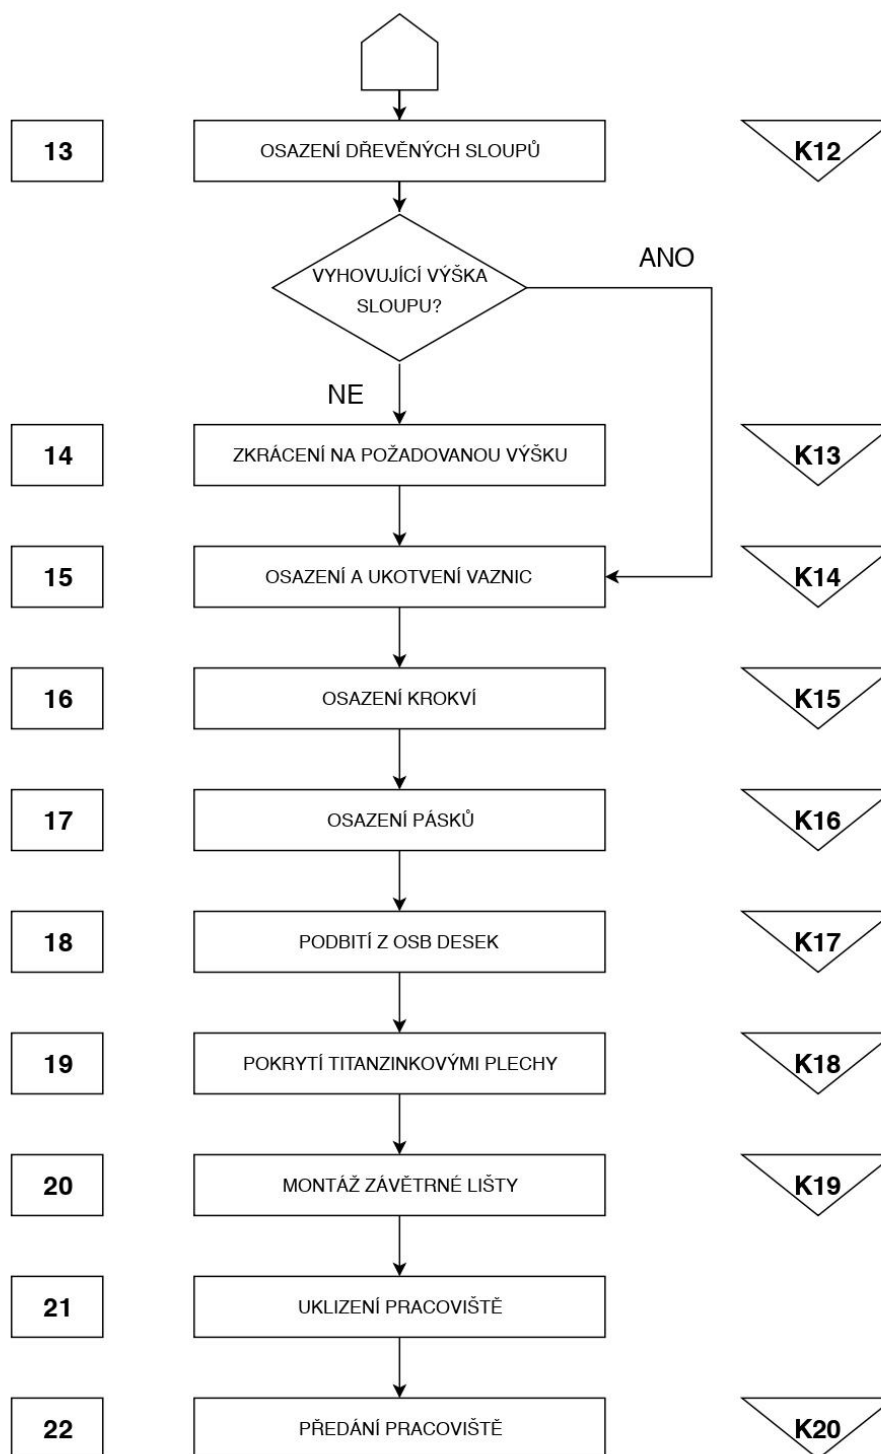 13 OSAZENÍ DŘEVĚNÝCH SLOUPŮ K12
ANO
VYHOVUJÍCÍ VÝŠKA
SLOUPU?
NE
14 ZKRÁCENÍ NA POŽADOVANOU VÝŠKU K13
15 OSAZENÍ A UKOTVENÍ VAZNIC K14
16 OSAZENÍ KROKVÍ K15
17 OSAZENÍ PÁSKŮ K16
18 PODBITÍ Z OSB DESEK K17
19 POKRYTÍ TITANZINKOVÝMI PLECHY K18
20 MONTÁŽ ZÁVĚTRNÉ LIŠTY K19
21 UKLIZENÍ PRACOVIŠTĚ
22 PŘEDÁNÍ PRACOVIŠTĚ K20